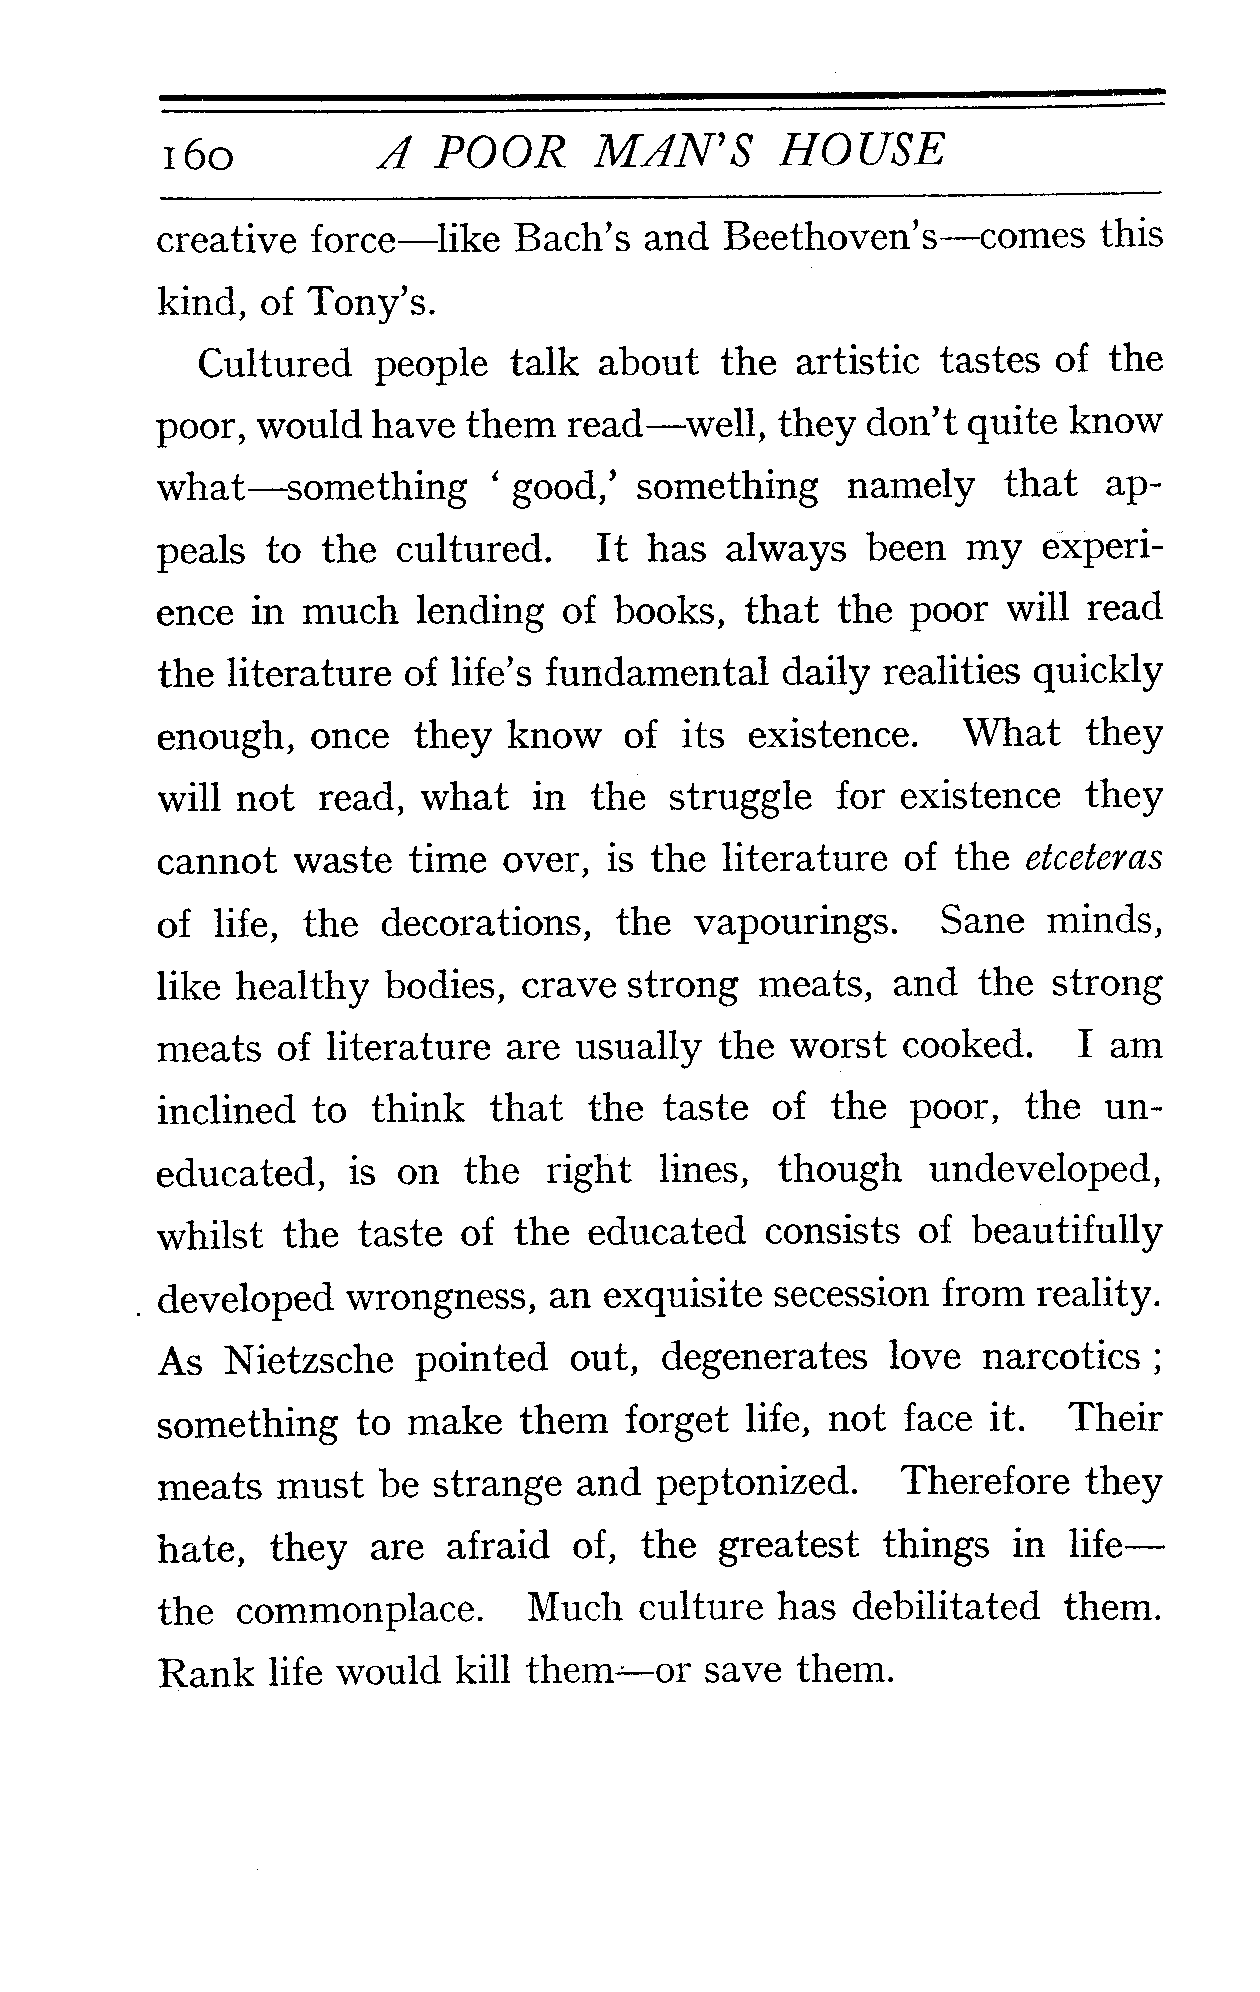 160 A POOR MAN'S HOUSE
creative force—like Bach's and Beethoven's—comes this
kind, of Tony's.
Cultured people talk about the artistic tastes of the
poor, would have them read—well, they don't quite know
what—something ‘ good,’ something namely that ap-
peals to the cultured. It has always been my experi-
ence in much lending of books, that the poor will read
the literature of life's fundamental daily realities quickly
enough, once they know of its existence. What they
will not read, what in the struggle for existence they
cannot waste time over, is the literature of the etceteras
of life, the decorations, the vapourings. Sane minds,
like healthy bodies, crave strong meats, and the strong
meats of literature are usually the worst cooked. I am
inclined to think that the taste of the poor, the un-
educated, is on the right lines, though undeveloped,
whilst the taste of the educated consists of beautifully
developed wrongness, an exquisite secession from reality.
As Nietzsche pointed out, degenerates love narcotics ;
something to make them forget life, not face it. Their
meats must be strange and peptonized. Therefore they
hate, they are afraid of, the greatest things in life—
the commonplace. Much culture has debilitated them.
Rank life would kill them—or save them.